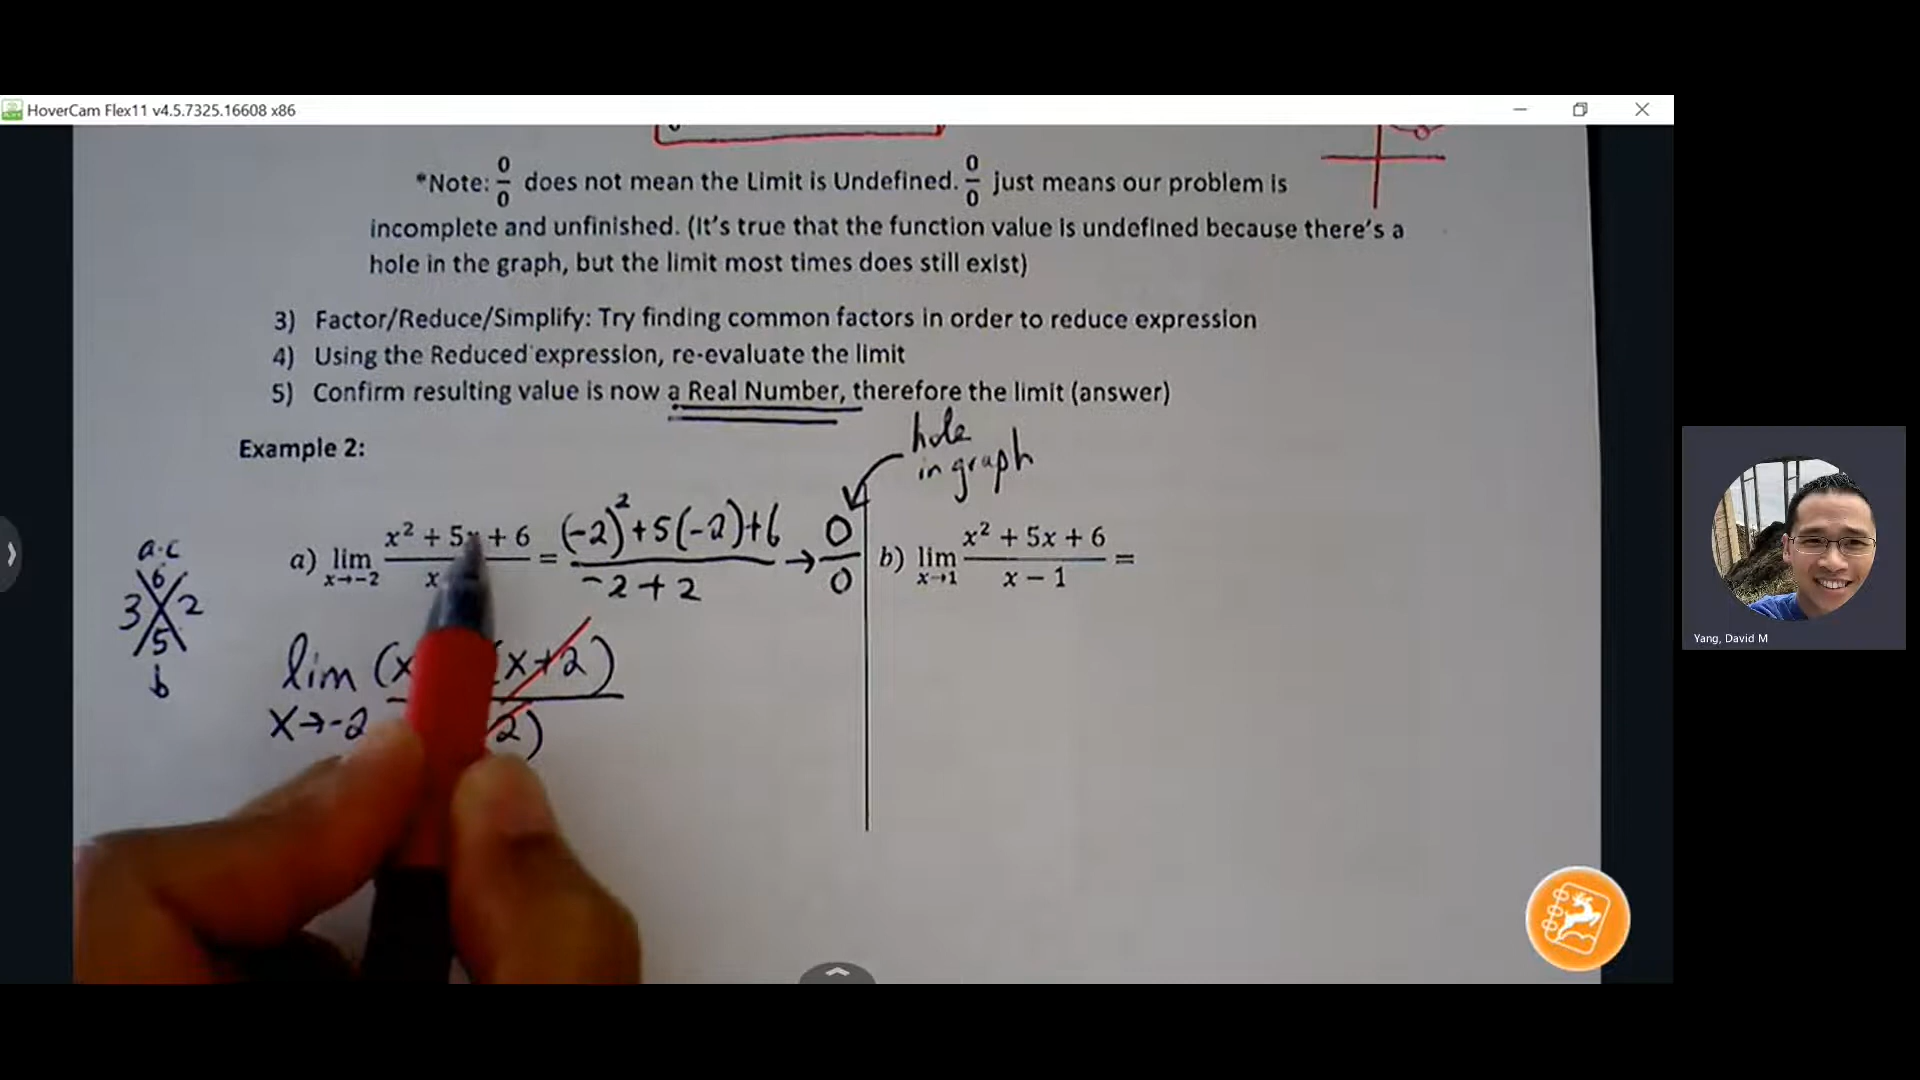 HoverCam Flex11 v4.5.7325.16608 x86
*Note: 0/0 does not mean the Limit is Undefined. 0/0 just means our problem is
incomplete and unfinished. (It's true that the function value is undefined because there's a
hole in the graph, but the limit most times does still exist)
3) Factor/Reduce/Simplify: Try finding common factors in order to reduce expression
4) Using the Reduced expression, re-evaluate the limit
5) Confirm resulting value is now a Real Number, therefore the limit (answer)
hole
in graph
Example 2:
a·c
6
3 2
5
b
a) lim x→-2 x² + 5x + 6 / x = (-2)²+5(-2)+6 / -2+2 → 0/0
lim x→-2 (x (x+2) / 2)
b) lim x→1 x² + 5x + 6 / x − 1 =
Yang, David M